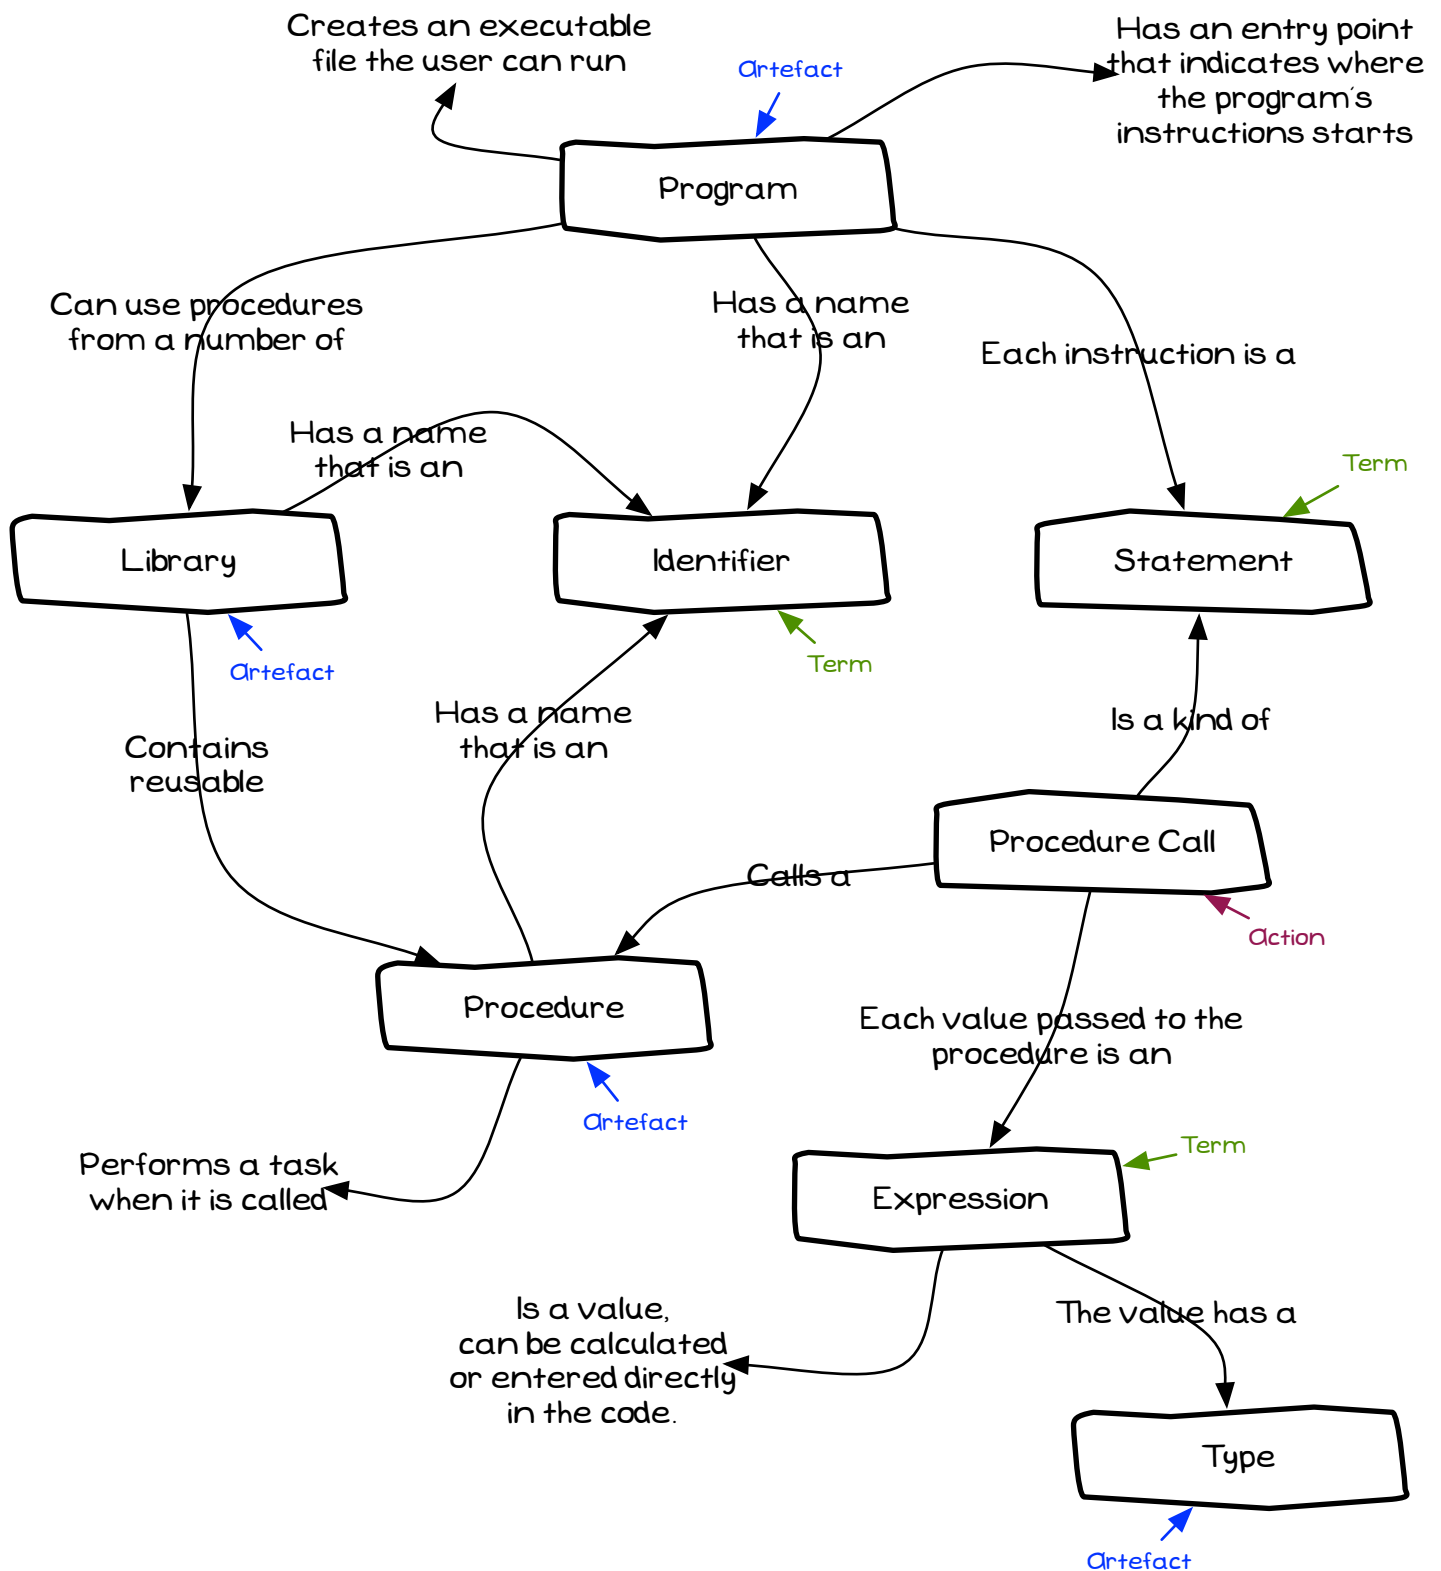 Creates an executable
file the user can run
Has an entry point
that indicates where
the program's
instructions starts
Artefact
Program
Can use procedures
from a number of
Has a name
that is an
Each instruction is a
Has a name
that is an
Term
Library
Identifier
Statement
Artefact
Term
Has a name
that is an
Is a kind of
Contains
reusable
Procedure Call
Calls a
Action
Procedure
Each value passed to the
procedure is an
Artefact
Term
Performs a task
when it is called
Expression
Is a value,
can be calculated
or entered directly
in the code.
The value has a
Type
Artefact